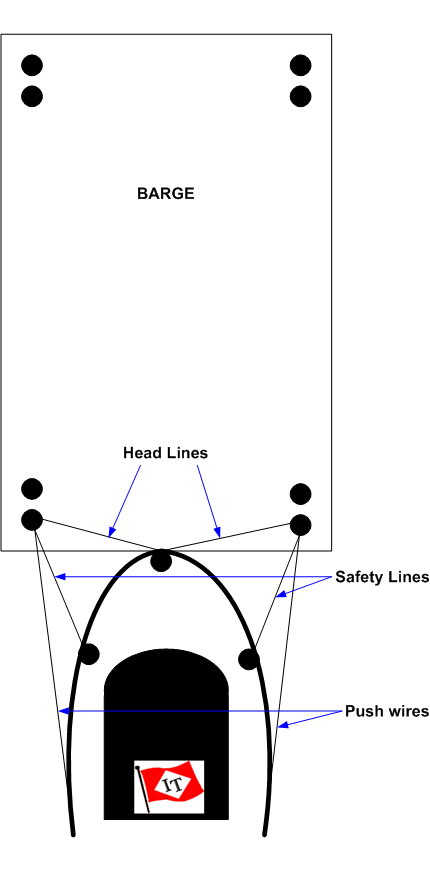 BARGE
Head Lines
Safety Lines
Push wires
IT